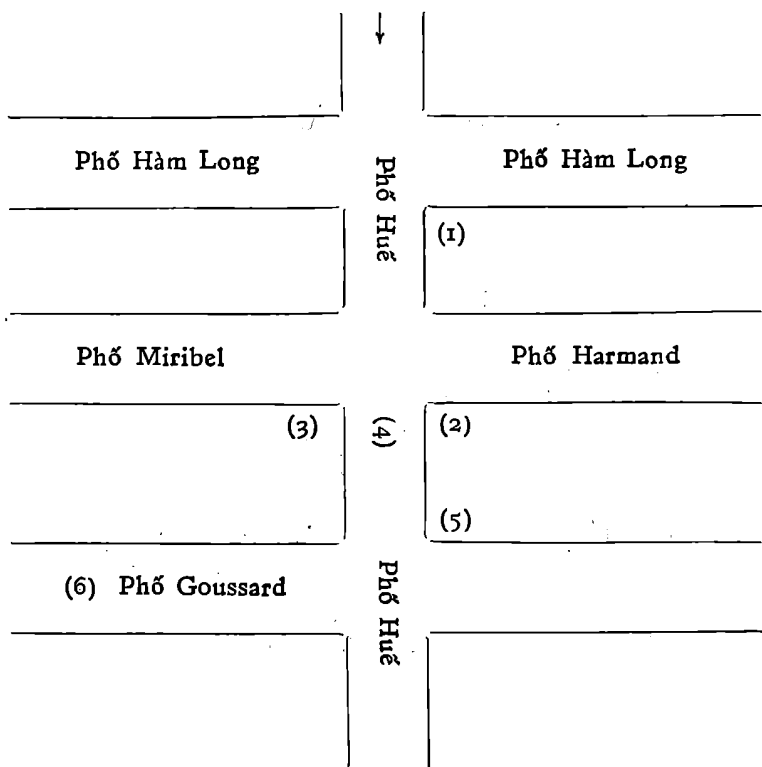 Phố Hàm Long
Phố Huế
Phố Hàm Long
(1)
Phố Miribel
Phố Harmand
(3)
(4)
(2)
(5)
(6) Phố Goussard
Phố Huế